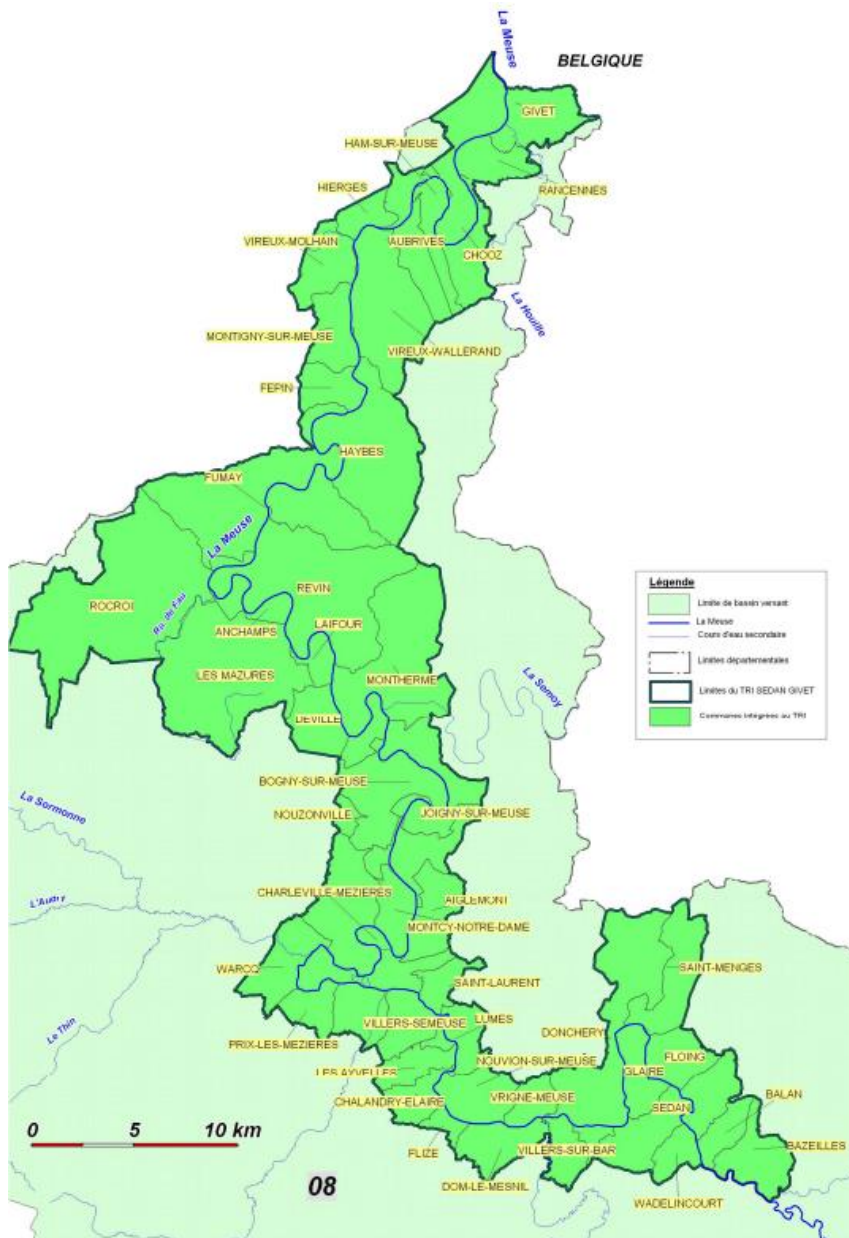 La Meuse
BELGIQUE
GIVET
HAM-SUR-MEUSE
HIERGES
RANCENNES
VIREUX-MOLHAIN
AUBRIVES
CHOOZ
La Houille
MONTIGNY-SUR-MEUSE
VIREUX-WALLERAND
FEPIN
HAYBES
FUMAY
La Meuse
ROCROI
Ru. de Fau
REVIN
ANCHAMPS
LAIFOUR
LES MAZURES
MONTHERME
La Semoy
DEVILLE
Légende
Limite de bassin versant
La Meuse
Cours d'eau secondaire
Limites départementales
Limites du TRI SEDAN GIVET
Communes intégrées au TRI
BOGNY-SUR-MEUSE
La Sormonne
NOUZONVILLE
JOIGNY-SUR-MEUSE
L'Audry
CHARLEVILLE-MEZIERES
AIGLEMONT
MONTCY-NOTRE-DAME
WARCQ
SAINT-LAURENT
SAINT-MENGES
Le Thin
PRIX-LES-MEZIERES
VILLERS-SEMEUSE
LUMES
DONCHERY
FLOING
NOUVION-SUR-MEUSE
LES AYVELLES
GLAIRE
CHALANDRY-ELAIRE
VRIGNE-MEUSE
SEDAN
BALAN
0 5 10 km
FLIZE
VILLERS-SUR-BAR
BAZEILLES
08
DOM-LE-MESNIL
WADELINCOURT